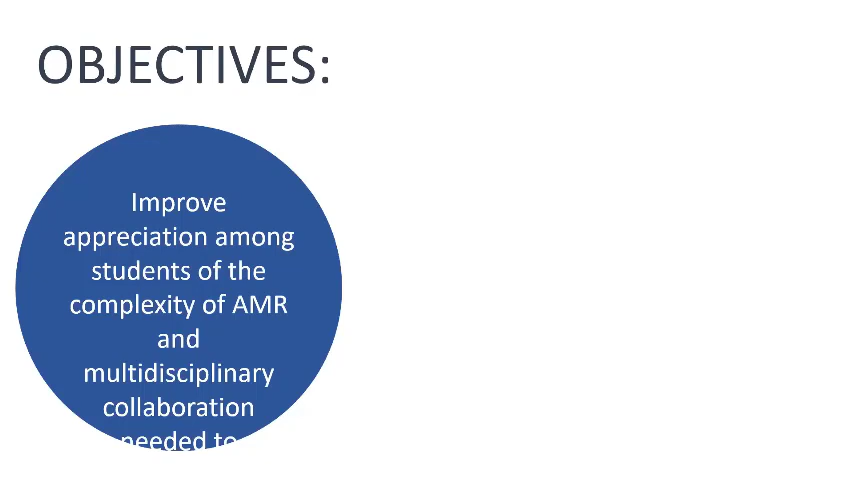 OBJECTIVES:
Improve
appreciation among
students of the
complexity of AMR
and
multidisciplinary
collaboration
needed to